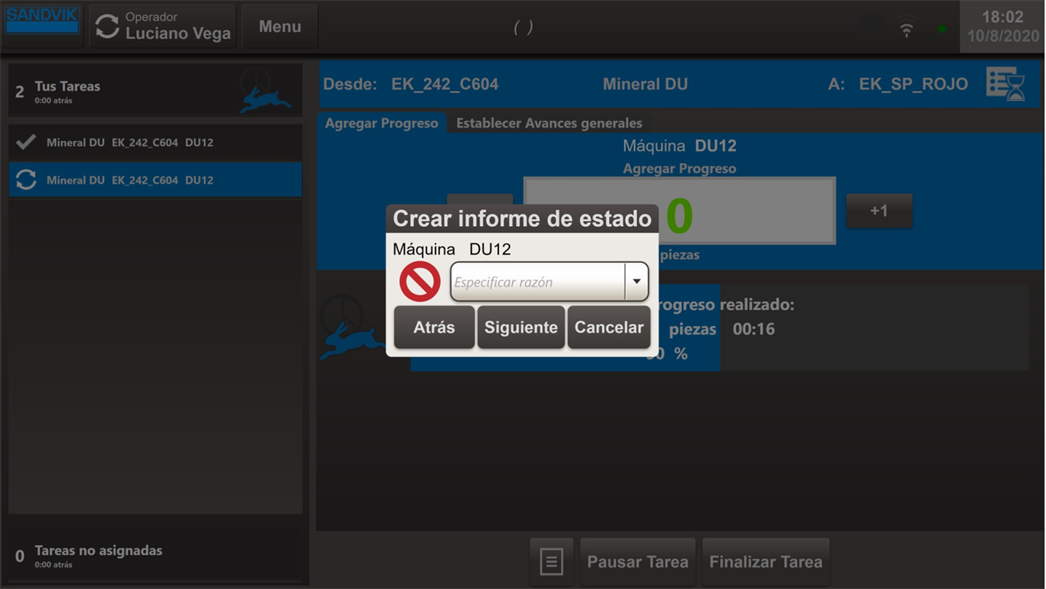 SANDVIK
Operador
Luciano Vega
Menu
( )
18:02
10/8/2020
2 Tus Tareas
0:00 atrás
Mineral DU EK_242_C604 DU12
Mineral DU EK_242_C604 DU12
0 Tareas no asignadas
0:00 atrás
Desde: EK_242_C604 Mineral DU A: EK_SP_ROJO
Agregar Progreso Establecer Avances generales
Máquina DU12
Agregar Progreso
0
+1
piezas
Crear informe de estado
Máquina DU12
Especificar razón
Atrás Siguiente Cancelar
rogreso realizado:
piezas 00:16
0 %
Pausar Tarea Finalizar Tarea